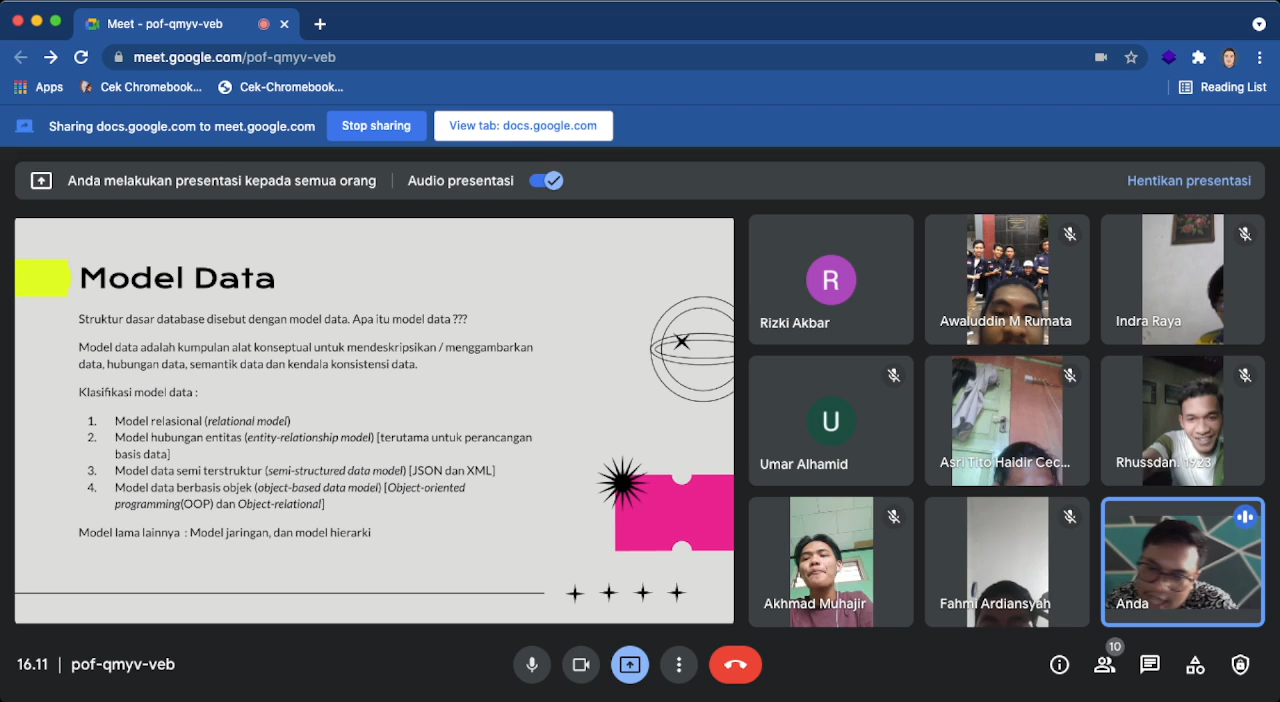 Meet - pof-qmyv-veb
meet.google.com/pof-qmyv-veb
Apps
Cek Chromebook...
Cek-Chromebook...
Reading List
Sharing docs.google.com to meet.google.com
Stop sharing
View tab: docs.google.com
Anda melakukan presentasi kepada semua orang
Audio presentasi
Hentikan presentasi
Model Data
Struktur dasar database disebut dengan model data. Apa itu model data ???
Model data adalah kumpulan alat konseptual untuk mendeskripsikan / menggambarkan
data, hubungan data, semantik data dan kendala konsistensi data.
Klasifikasi model data :
1. Model relasional (relational model)
2. Model hubungan entitas (entity-relationship model) [terutama untuk perancangan
basis data]
3. Model data semi terstruktur (semi-structured data model) [JSON dan XML]
4. Model data berbasis objek (object-based data model) [Object-oriented
programming(OOP) dan Object-relational]
Model lama lainnya : Model jaringan, dan model hierarki
R
Rizki Akbar
Awaluddin M Rumata
Indra Raya
U
Umar Alhamid
Asri Tito Haidir Cec...
Rhussdan. 1923
Akhmad Muhajir
Fahmi Ardiansyah
Anda
16.11 | pof-qmyv-veb
10